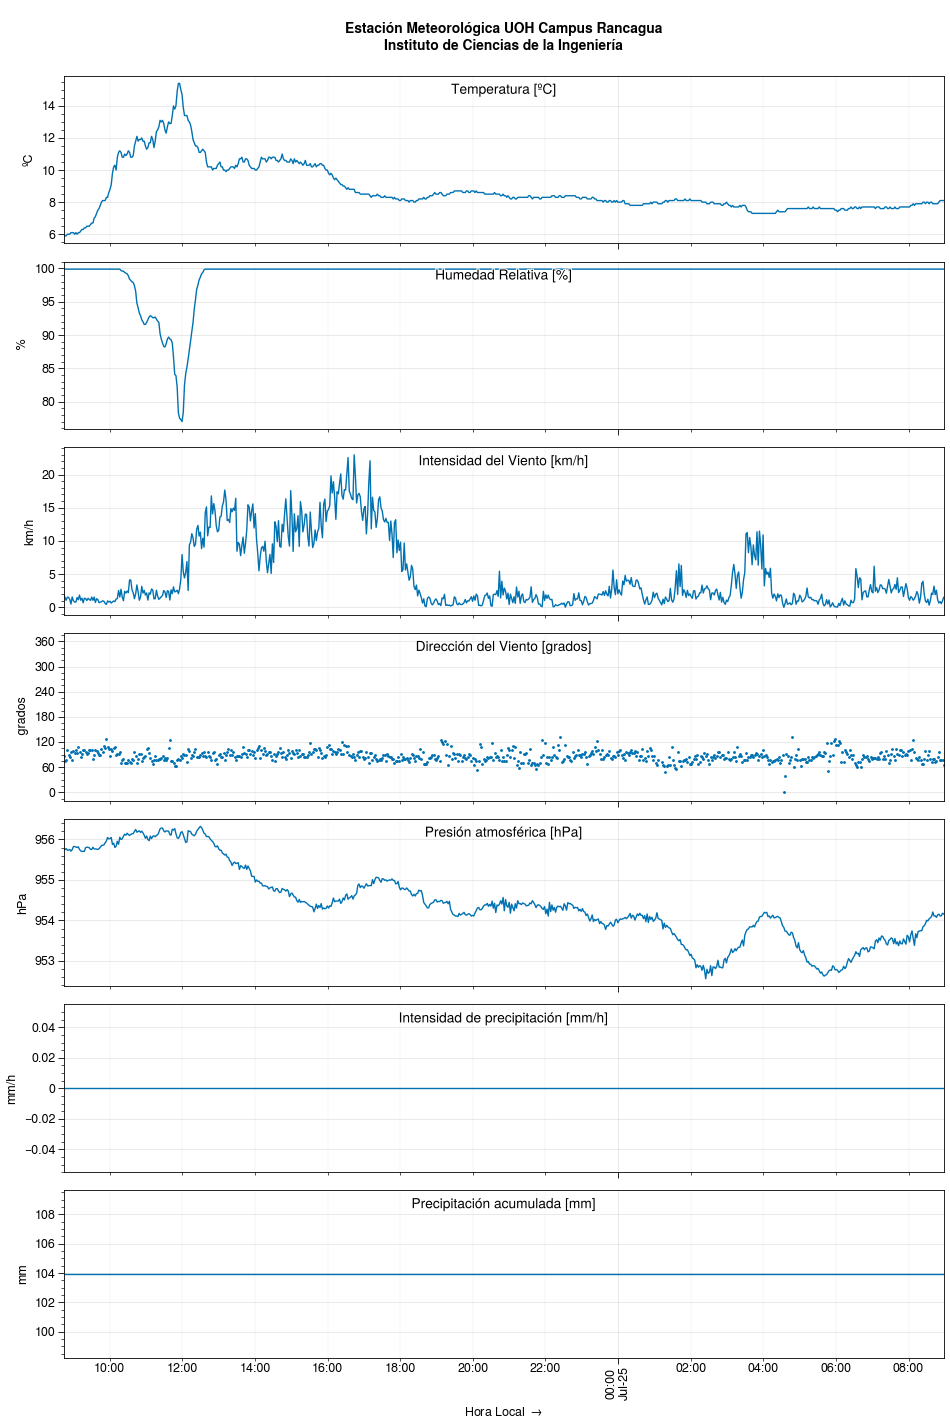 Estación Meteorológica UOH Campus Rancagua
Instituto de Ciencias de la Ingeniería
Temperatura [ºC]
ºC
14
12
10
8
6
Humedad Relativa [%]
%
100
95
90
85
80
Intensidad del Viento [km/h]
km/h
20
15
10
5
0
Dirección del Viento [grados]
grados
360
300
240
180
120
60
0
Presión atmosférica [hPa]
hPa
956
955
954
953
Intensidad de precipitación [mm/h]
mm/h
0.04
0.02
0
−0.02
−0.04
Precipitación acumulada [mm]
mm
108
106
104
102
100
10:00 12:00 14:00 16:00 18:00 20:00 22:00 00:00 02:00 04:00 06:00 08:00
Jul-25
Hora Local →